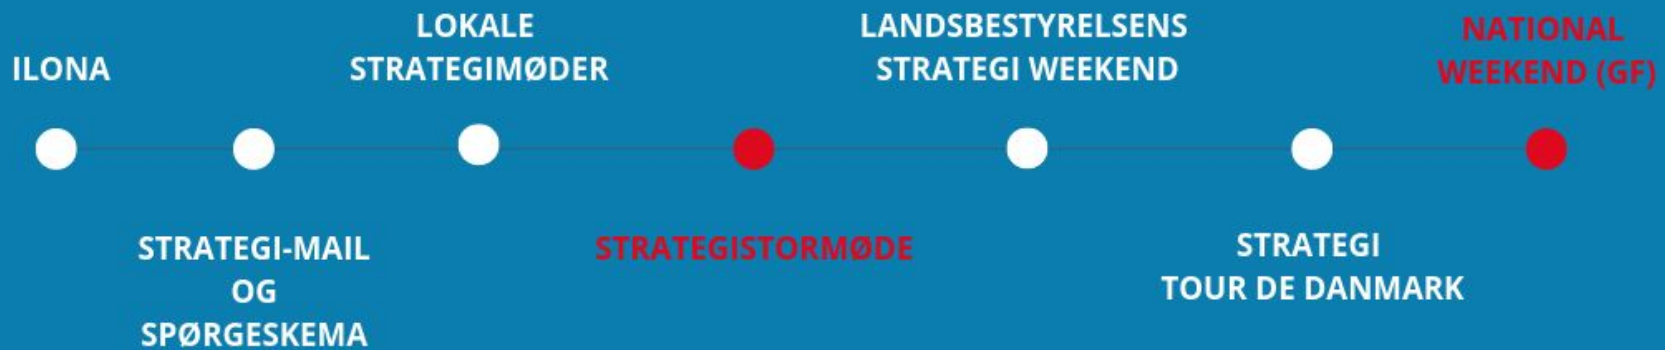 ILONA
STRATEGI-MAIL
OG
SPØRGESKEMA
LOKALE
STRATEGIMØDER
STRATEGISTORMØDE
LANDSBESTYRELSENS
STRATEGI WEEKEND
STRATEGI
TOUR DE DANMARK
NATIONAL
WEEKEND (GF)